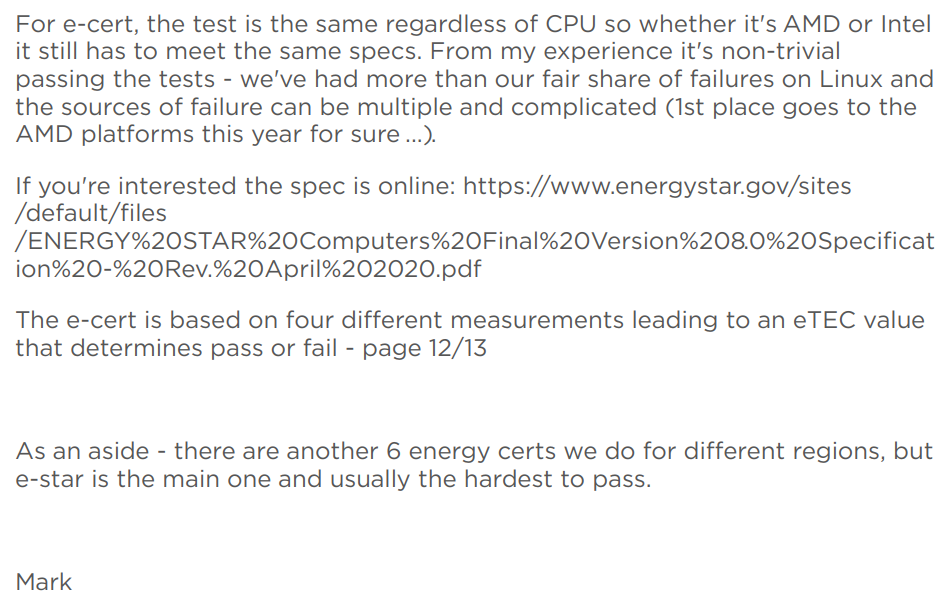 For e-cert, the test is the same regardless of CPU so whether it's AMD or Intel
it still has to meet the same specs. From my experience it's non-trivial
passing the tests - we've had more than our fair share of failures on Linux and
the sources of failure can be multiple and complicated (1st place goes to the
AMD platforms this year for sure ...).
If you're interested the spec is online: https://www.energystar.gov/sites
/default/files
/ENERGY%20STAR%20Computers%20Final%20Version%208.0%20Specificat
ion%20-%20Rev.%20April%202020.pdf
The e-cert is based on four different measurements leading to an eTEC value
that determines pass or fail - page 12/13
As an aside - there are another 6 energy certs we do for different regions, but
e-star is the main one and usually the hardest to pass.
Mark